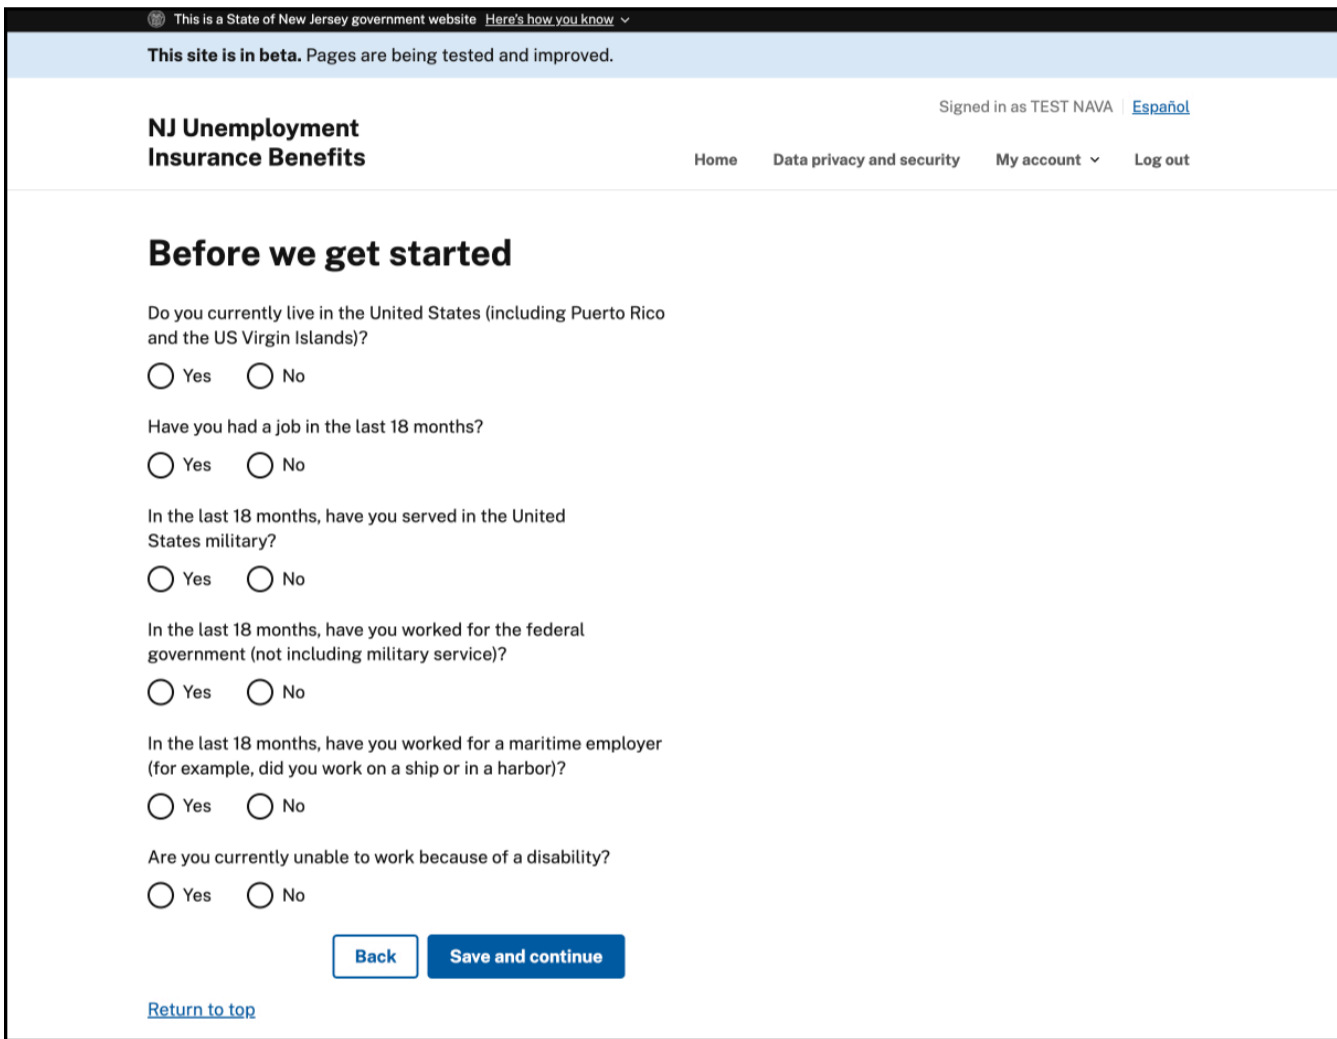 This is a State of New Jersey government website Here's how you know
This site is in beta. Pages are being tested and improved.
Signed in as TEST NAVA Español
NJ Unemployment
Insurance Benefits
Home Data privacy and security My account Log out
Before we get started
Do you currently live in the United States (including Puerto Rico
and the US Virgin Islands)?
Yes No
Have you had a job in the last 18 months?
Yes No
In the last 18 months, have you served in the United
States military?
Yes No
In the last 18 months, have you worked for the federal
government (not including military service)?
Yes No
In the last 18 months, have you worked for a maritime employer
(for example, did you work on a ship or in a harbor)?
Yes No
Are you currently unable to work because of a disability?
Yes No
Back Save and continue
Return to top